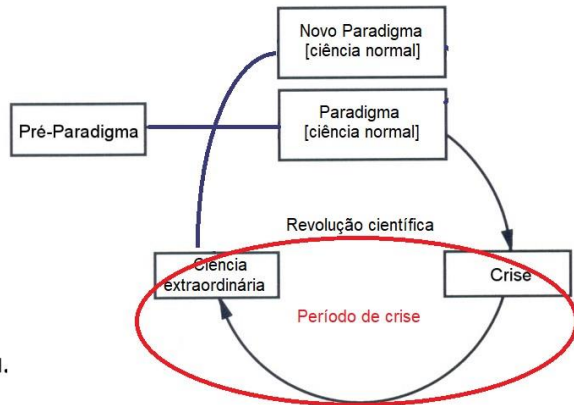 Novo Paradigma
[ciência normal]
Paradigma
[ciência normal]
Pré-Paradigma
Revolução científica
Ciência
extraordinária
Crise
Período de crise